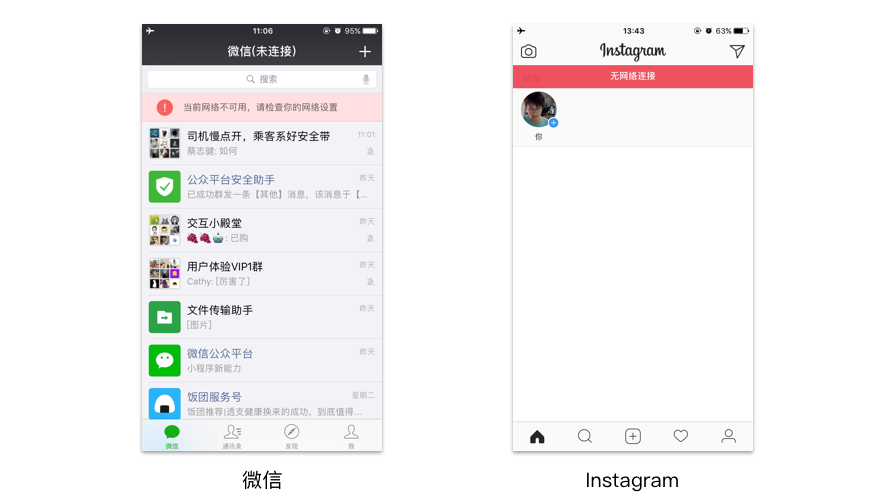 11:06
95%
微信(未连接)
搜索
当前网络不可用，请检查你的网络设置
司机慢点开，乘客系好安全带
11:01
蔡志健: 如何
公众平台安全助手
昨天
已成功群发一条【其他】消息，该消息于【...
交互小殿堂
昨天
: 已购
用户体验VIP1群
昨天
Cathy: [厉害了]
文件传输助手
昨天
[图片]
微信公众平台
昨天
小程序新能力
饭团服务号
星期二
饭团推荐|透支健康换来的成功，到底值得...
微信
通讯录
发现
我
微信
13:43
63%
Instagram
无网络连接
你
Instagram